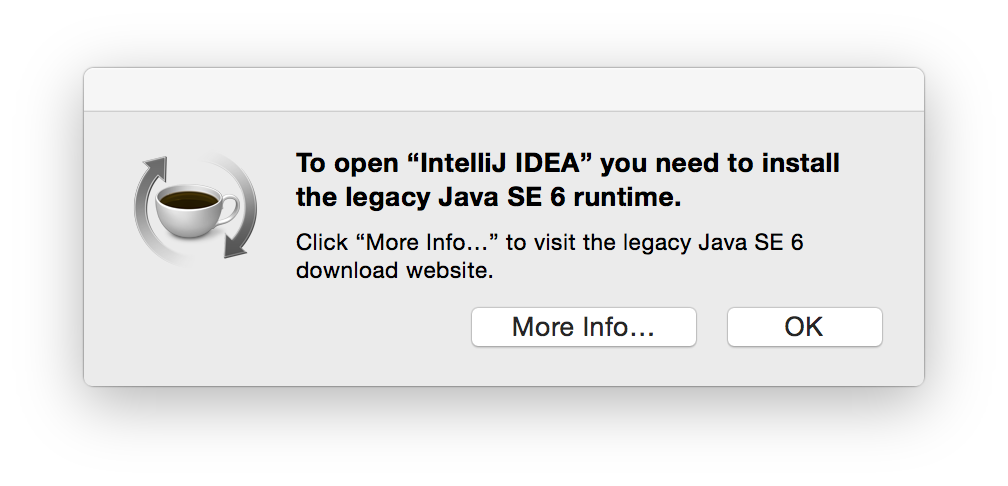 To open “IntelliJ IDEA” you need to install
the legacy Java SE 6 runtime.
Click “More Info…” to visit the legacy Java SE 6
download website.
More Info…
OK